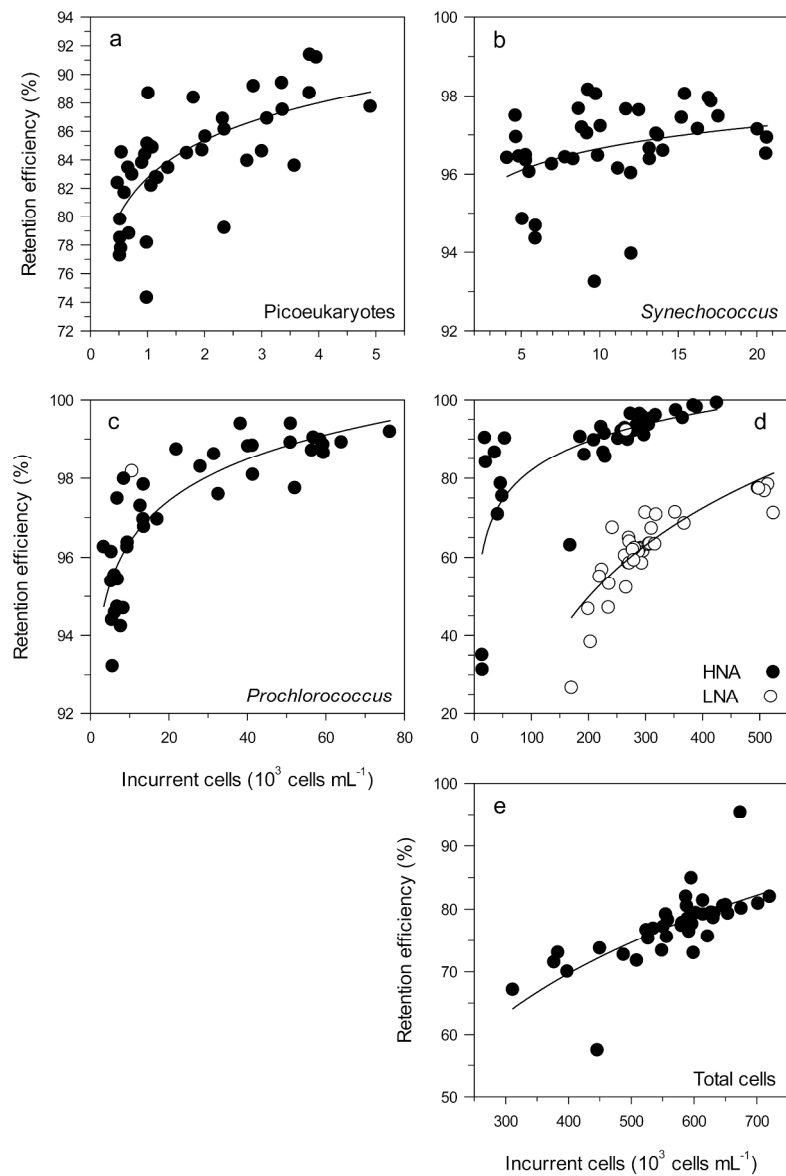 a
94
92
90
88
86
84
82
80
78
76
74
72
0 1 2 3 4 5
Retention efficiency (%)
Picoeukaryotes
b
100
98
96
94
92
5 10 15 20
Synechococcus
c
100
98
96
94
92
0 20 40 60 80
Retention efficiency (%)
Prochlorococcus
Incurrent cells (10³ cells mL⁻¹)
d
100
90
80
70
60
50
40
30
20
0 100 200 300 400 500
HNA
LNA
e
100
90
80
70
60
50
300 400 500 600 700
Retention efficiency (%)
Total cells
Incurrent cells (10³ cells mL⁻¹)